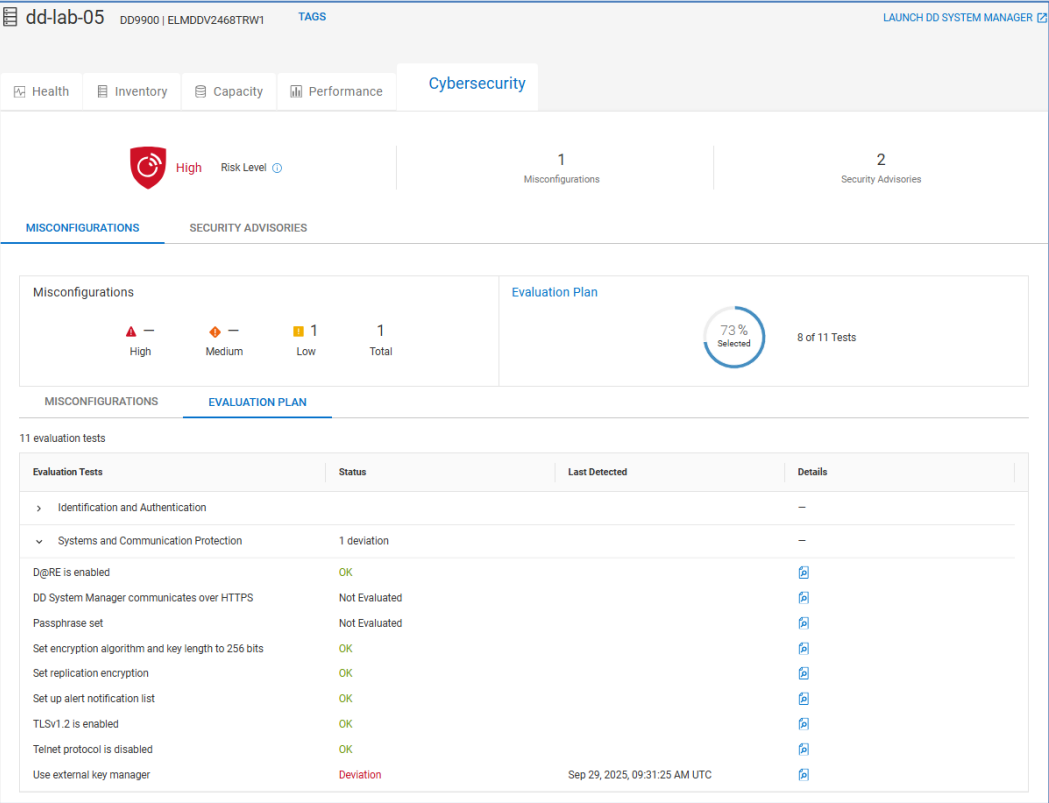 dd-lab-05 DD9900 | ELMDDV2468TRW1 TAGS LAUNCH DD SYSTEM MANAGER
Health Inventory Capacity Performance Cybersecurity
High Risk Level
1
Misconfigurations
2
Security Advisories
MISCONFIGURATIONS SECURITY ADVISORIES
Misconfigurations
— — 1 1
High Medium Low Total
Evaluation Plan
73%
Selected
8 of 11 Tests
MISCONFIGURATIONS EVALUATION PLAN
11 evaluation tests
Evaluation Tests Status Last Detected Details
Identification and Authentication —
Systems and Communication Protection 1 deviation —
D@RE is enabled OK
DD System Manager communicates over HTTPS Not Evaluated
Passphrase set Not Evaluated
Set encryption algorithm and key length to 256 bits OK
Set replication encryption OK
Set up alert notification list OK
TLSv1.2 is enabled OK
Telnet protocol is disabled OK
Use external key manager Deviation Sep 29, 2025, 09:31:25 AM UTC